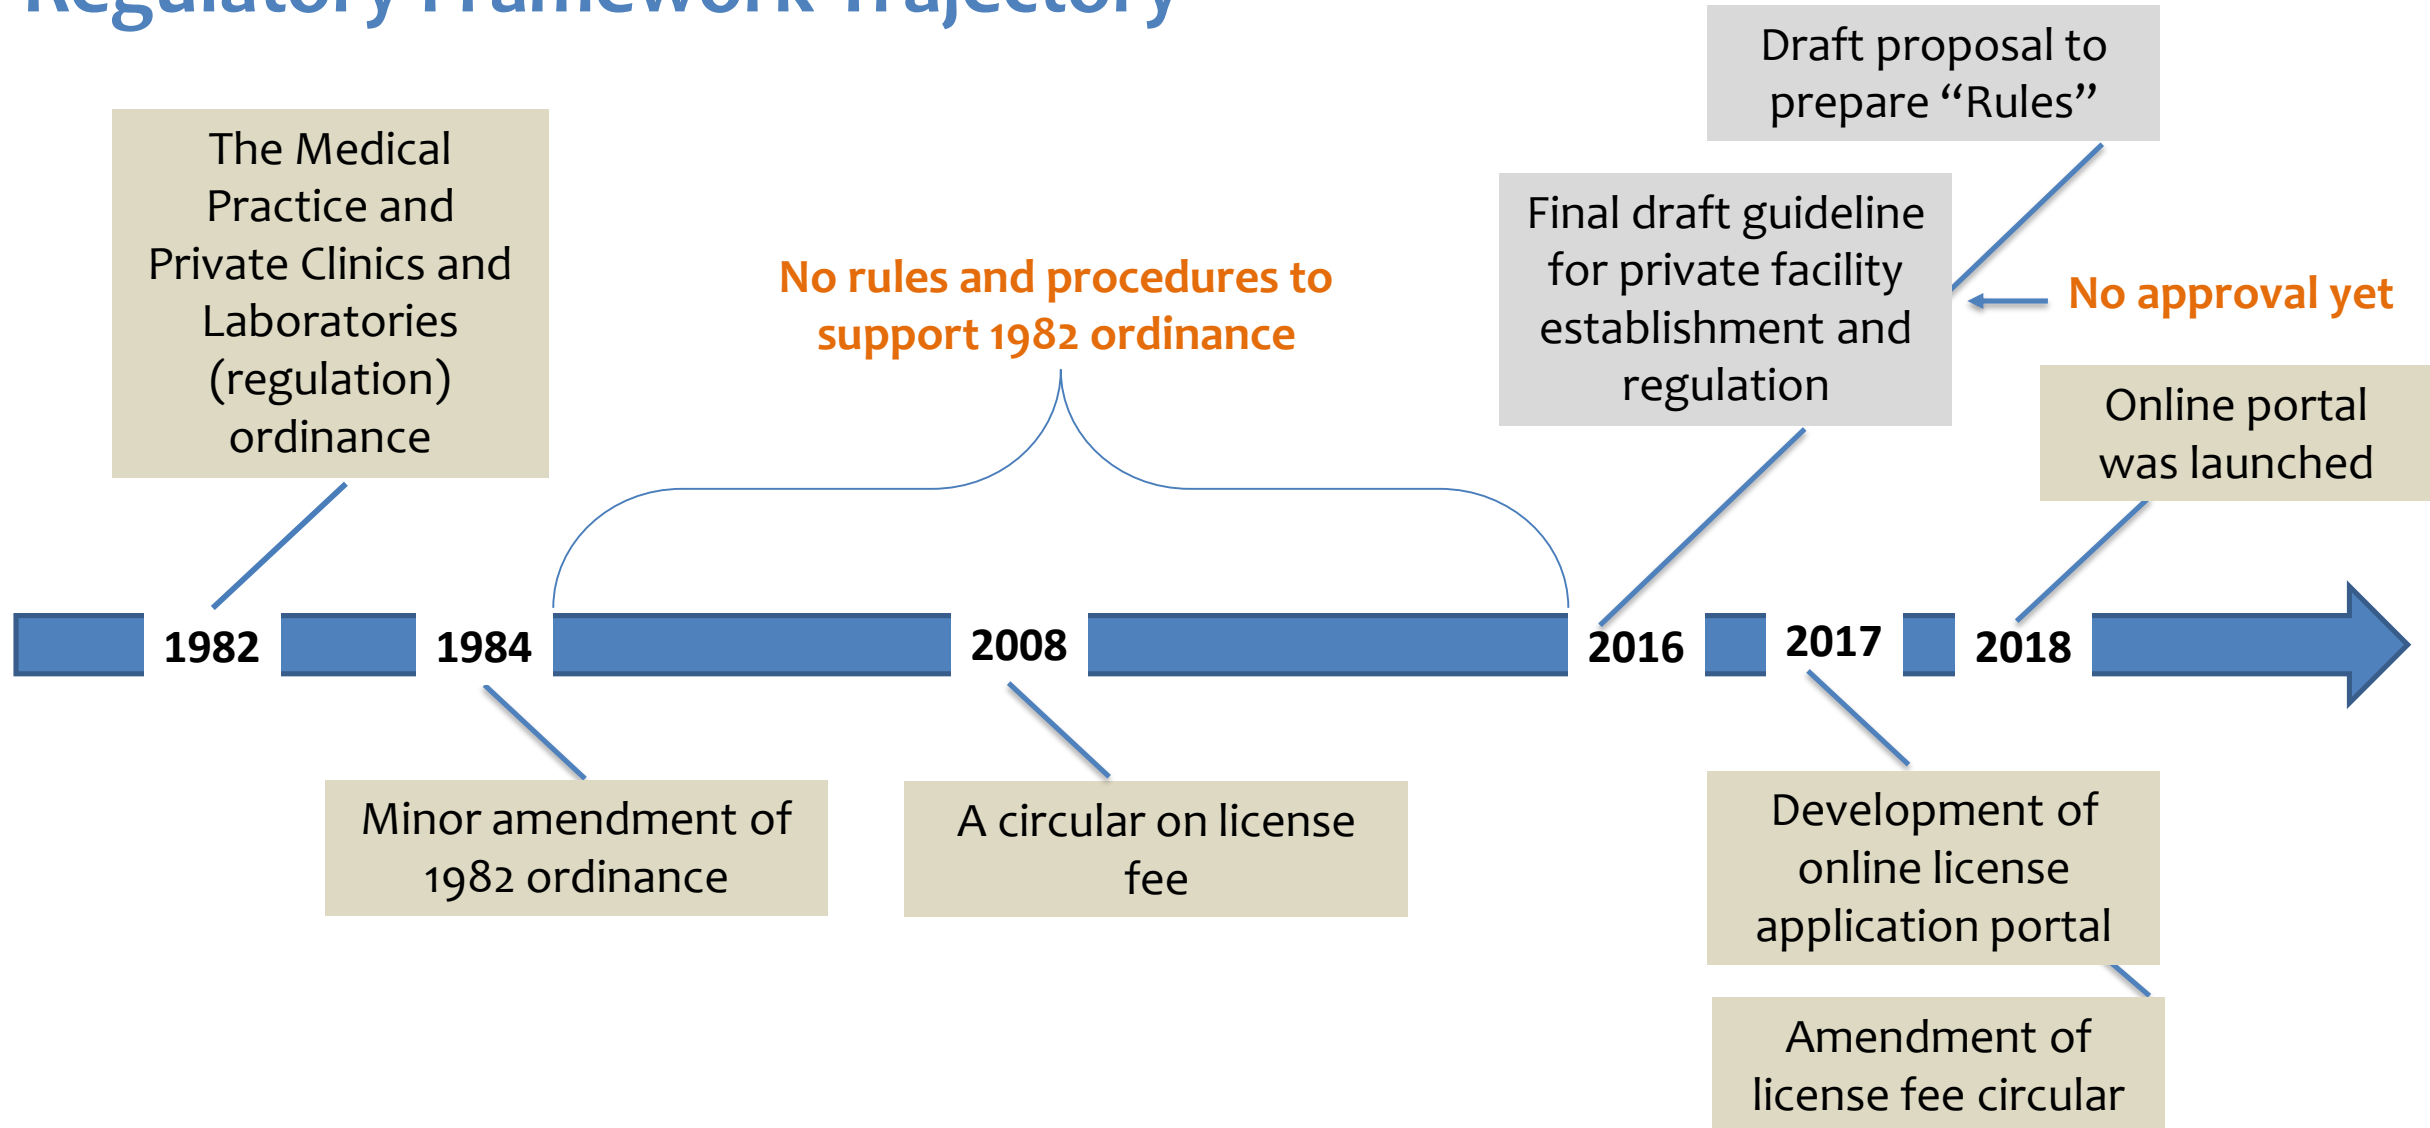 Regulatory Framework Trajectory
Draft proposal to
prepare “Rules”
The Medical
Practice and
Private Clinics and
Laboratories
(regulation)
ordinance
Final draft guideline
for private facility
establishment and
regulation
No rules and procedures to
support 1982 ordinance
No approval yet
Online portal
was launched
1982
1984
2008
2016
2017
2018
Minor amendment of
1982 ordinance
A circular on license
fee
Development of
online license
application portal
Amendment of
license fee circular